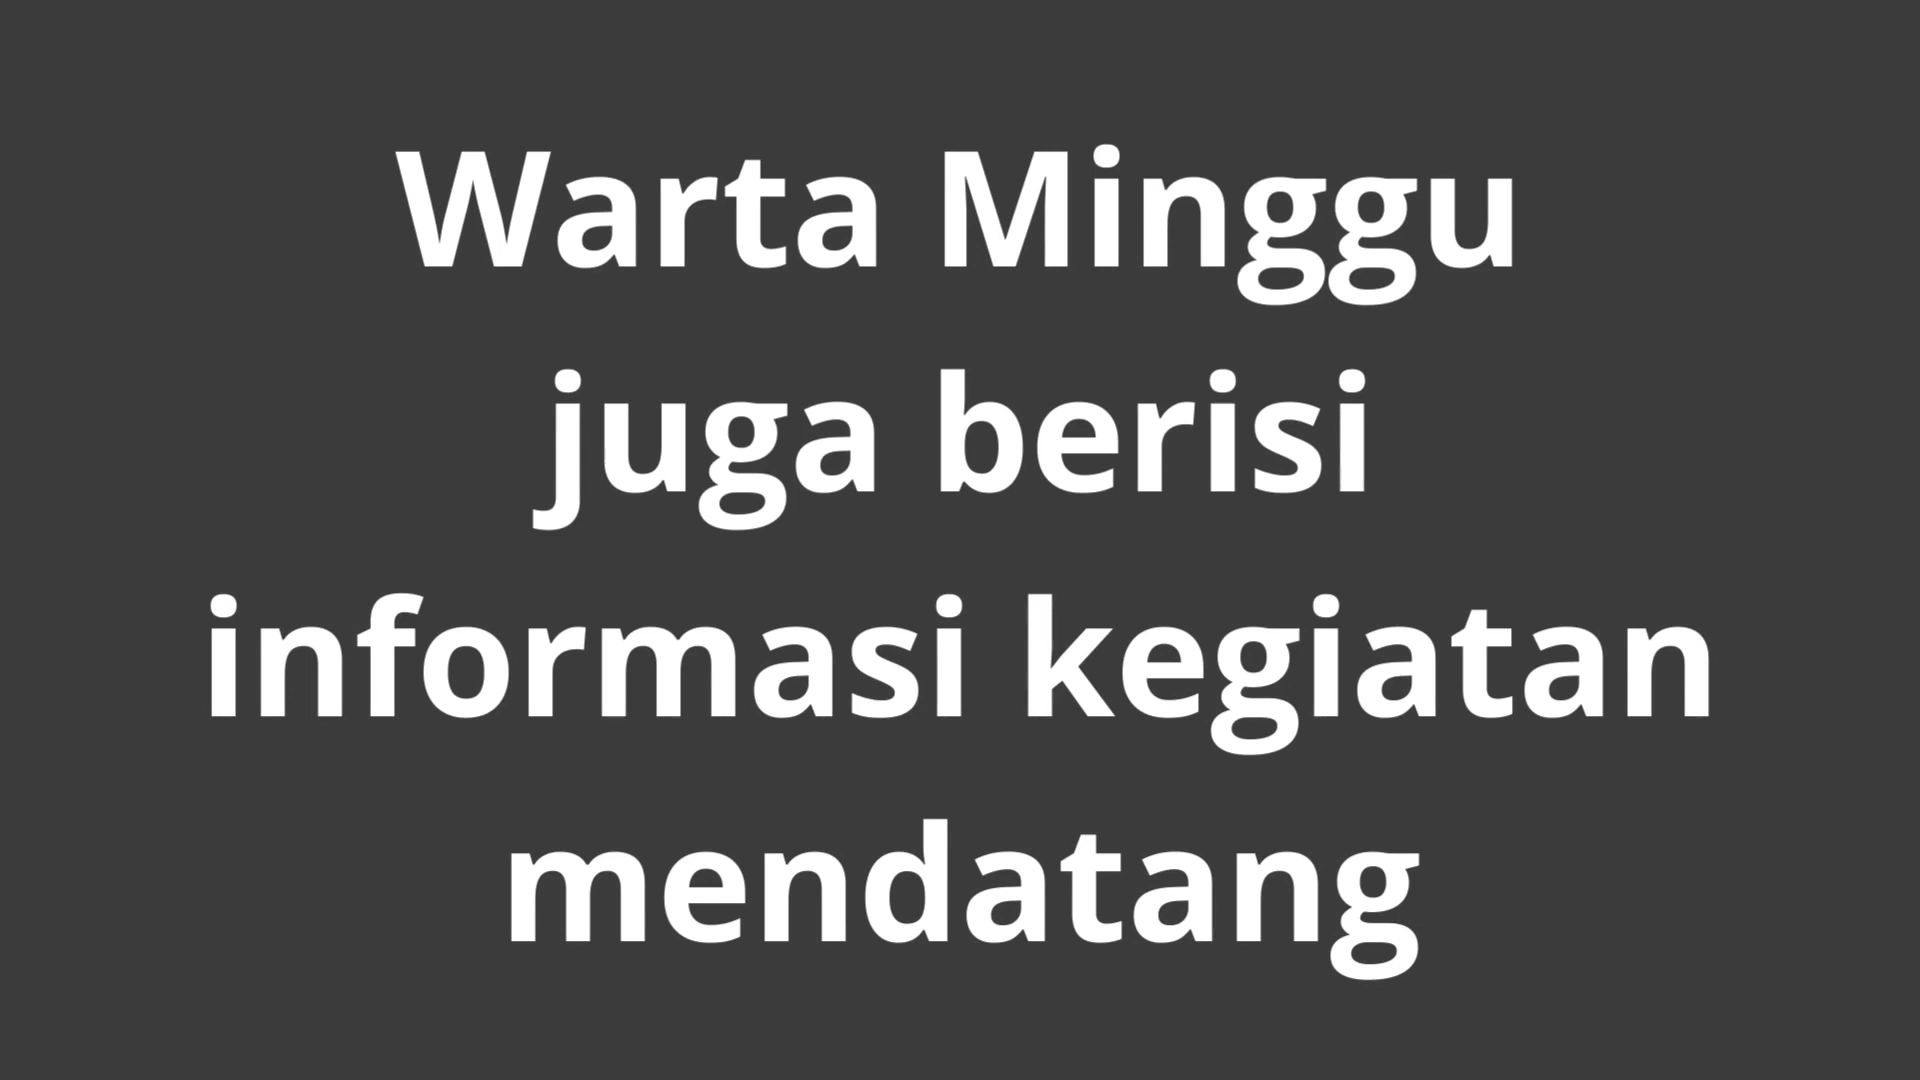 Warta Minggu
juga berisi
informasi kegiatan
mendatang